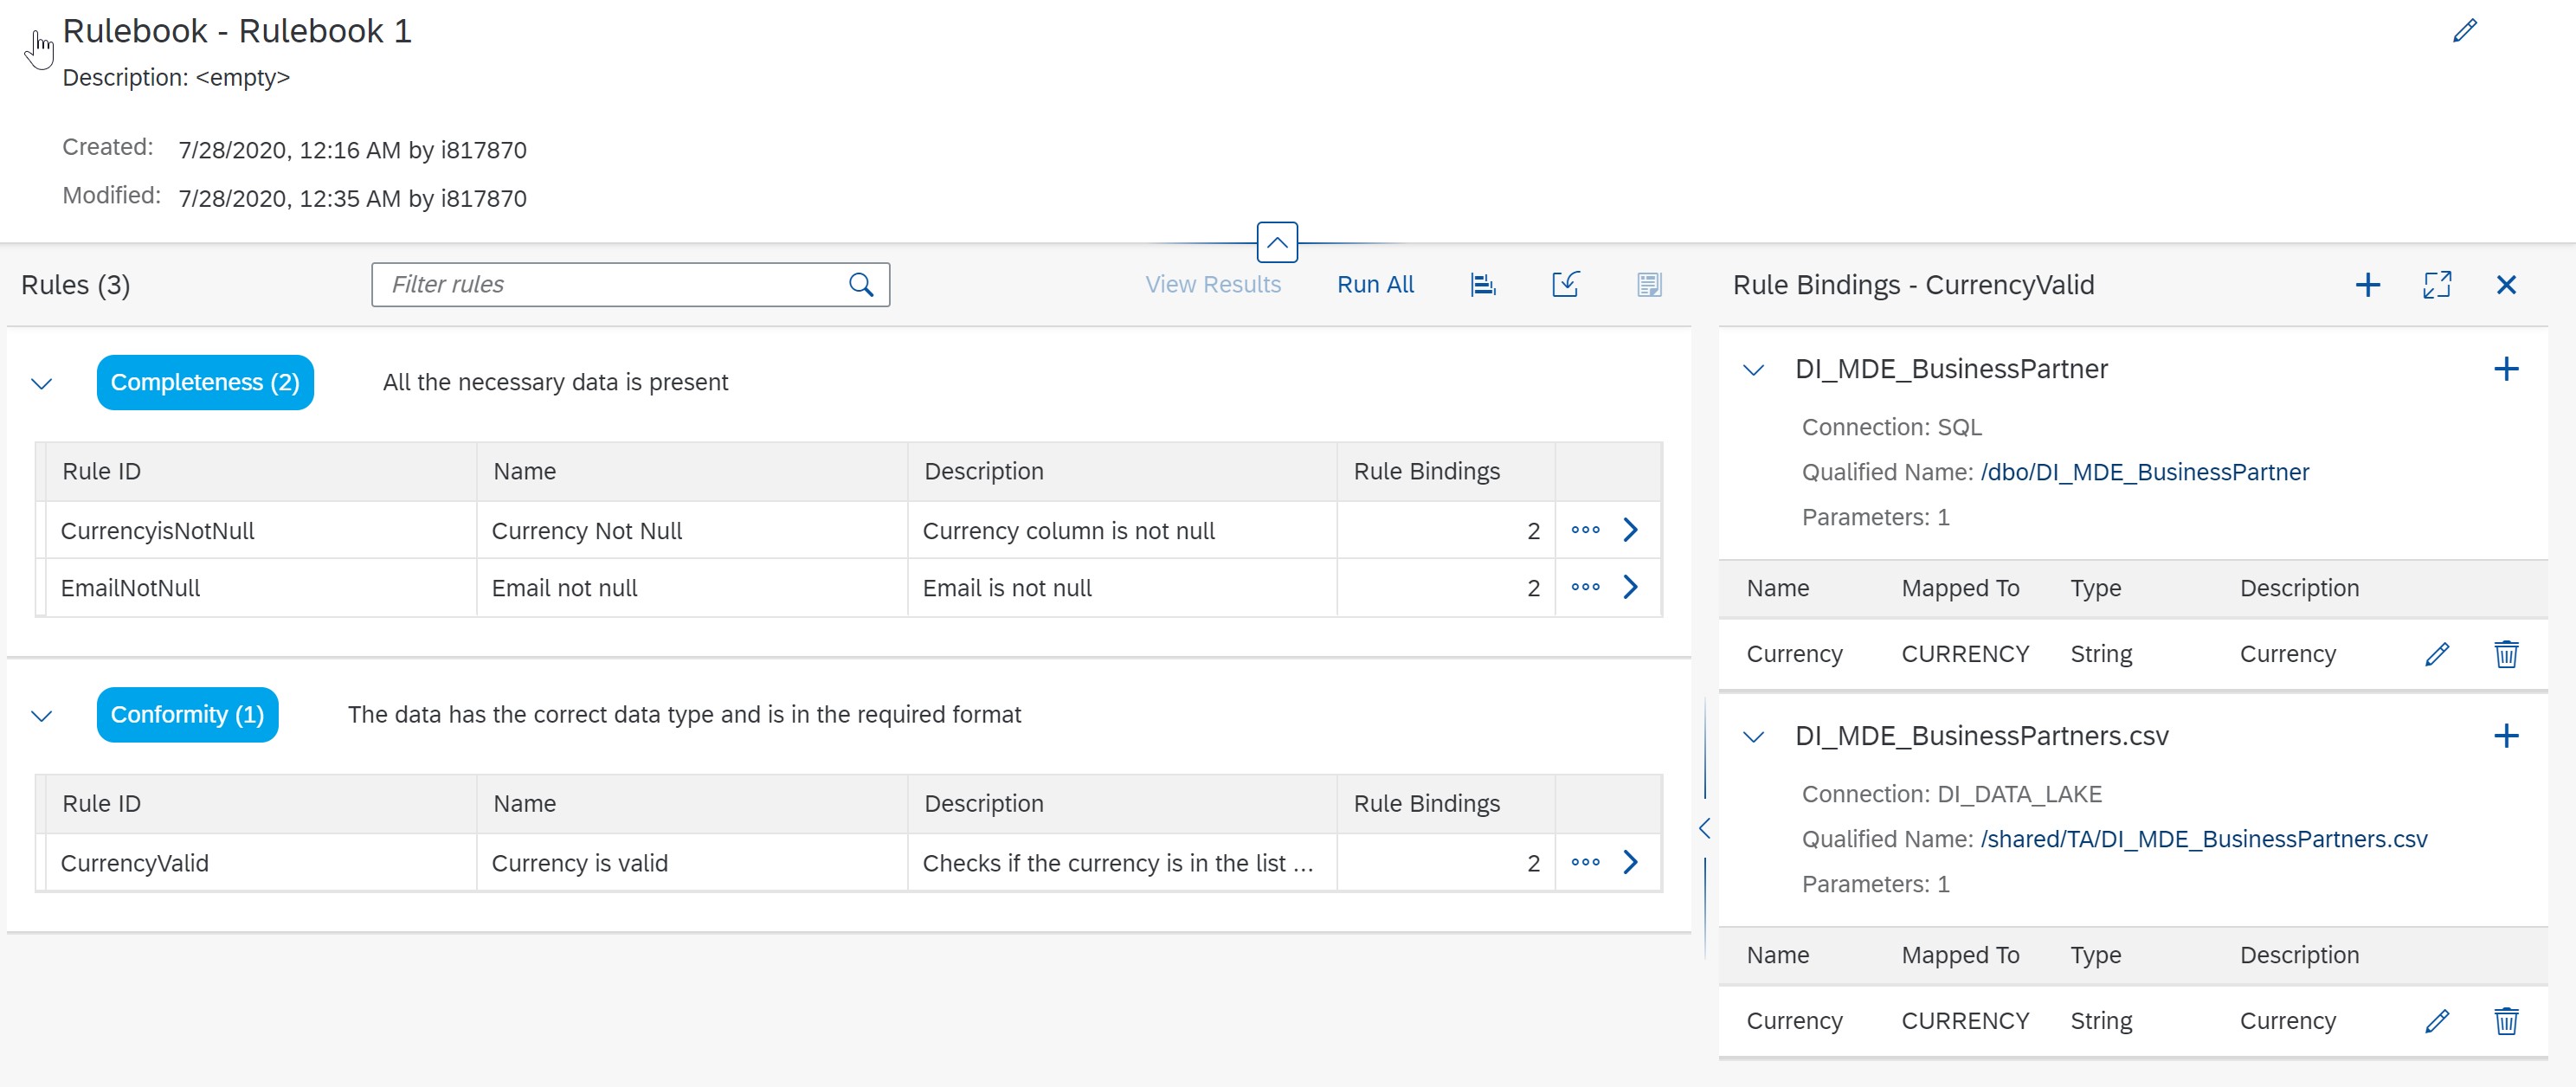 Rulebook - Rulebook 1
Description: <empty>
Created: 7/28/2020, 12:16 AM by i817870
Modified: 7/28/2020, 12:35 AM by i817870
Rules (3)
Filter rules
View Results
Run All
Completeness (2)
All the necessary data is present
Rule ID Name Description Rule Bindings
CurrencyisNotNull Currency Not Null Currency column is not null 2
EmailNotNull Email not null Email is not null 2
Conformity (1)
The data has the correct data type and is in the required format
Rule ID Name Description Rule Bindings
CurrencyValid Currency is valid Checks if the currency is in the list ... 2
Rule Bindings - CurrencyValid
DI_MDE_BusinessPartner
Connection: SQL
Qualified Name: /dbo/DI_MDE_BusinessPartner
Parameters: 1
Name Mapped To Type Description
Currency CURRENCY String Currency
DI_MDE_BusinessPartners.csv
Connection: DI_DATA_LAKE
Qualified Name: /shared/TA/DI_MDE_BusinessPartners.csv
Parameters: 1
Name Mapped To Type Description
Currency CURRENCY String Currency